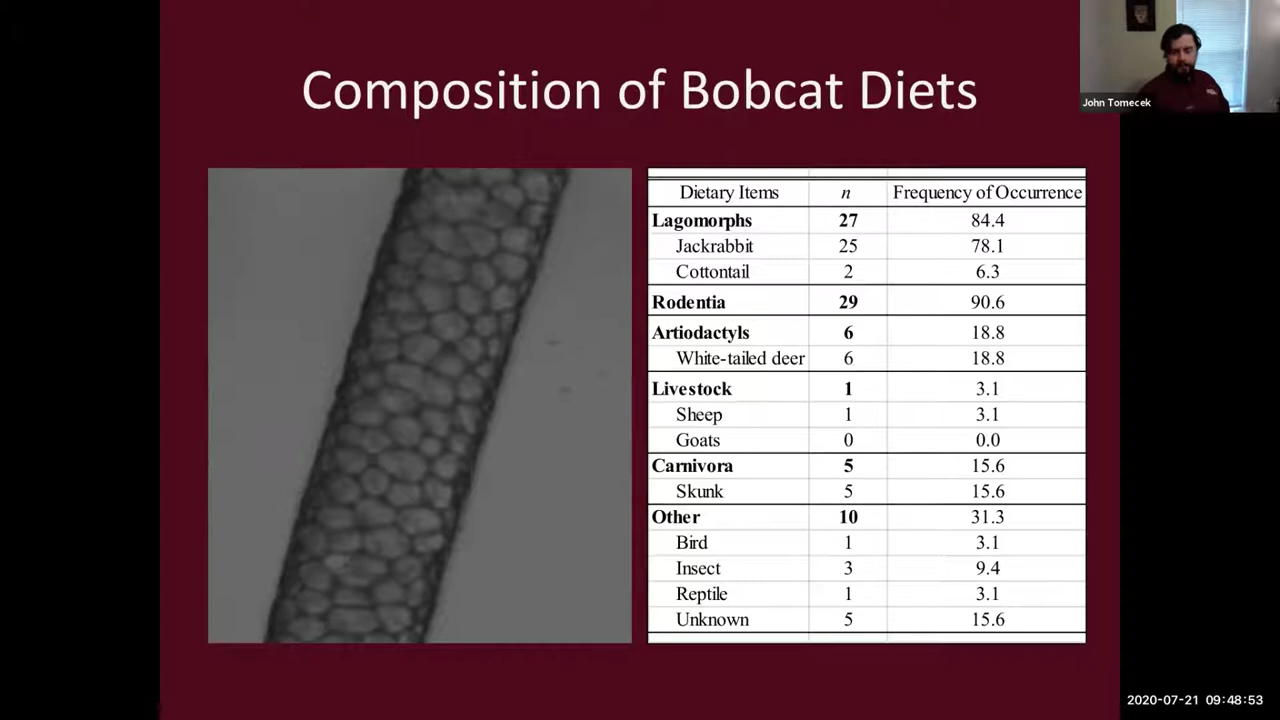 Composition of Bobcat Diets
John Tomecek
Dietary Items n Frequency of Occurrence
Lagomorphs 27 84.4
Jackrabbit 25 78.1
Cottontail 2 6.3
Rodentia 29 90.6
Artiodactyls 6 18.8
White-tailed deer 6 18.8
Livestock 1 3.1
Sheep 1 3.1
Goats 0 0.0
Carnivora 5 15.6
Skunk 5 15.6
Other 10 31.3
Bird 1 3.1
Insect 3 9.4
Reptile 1 3.1
Unknown 5 15.6
2020-07-21 09:48:53